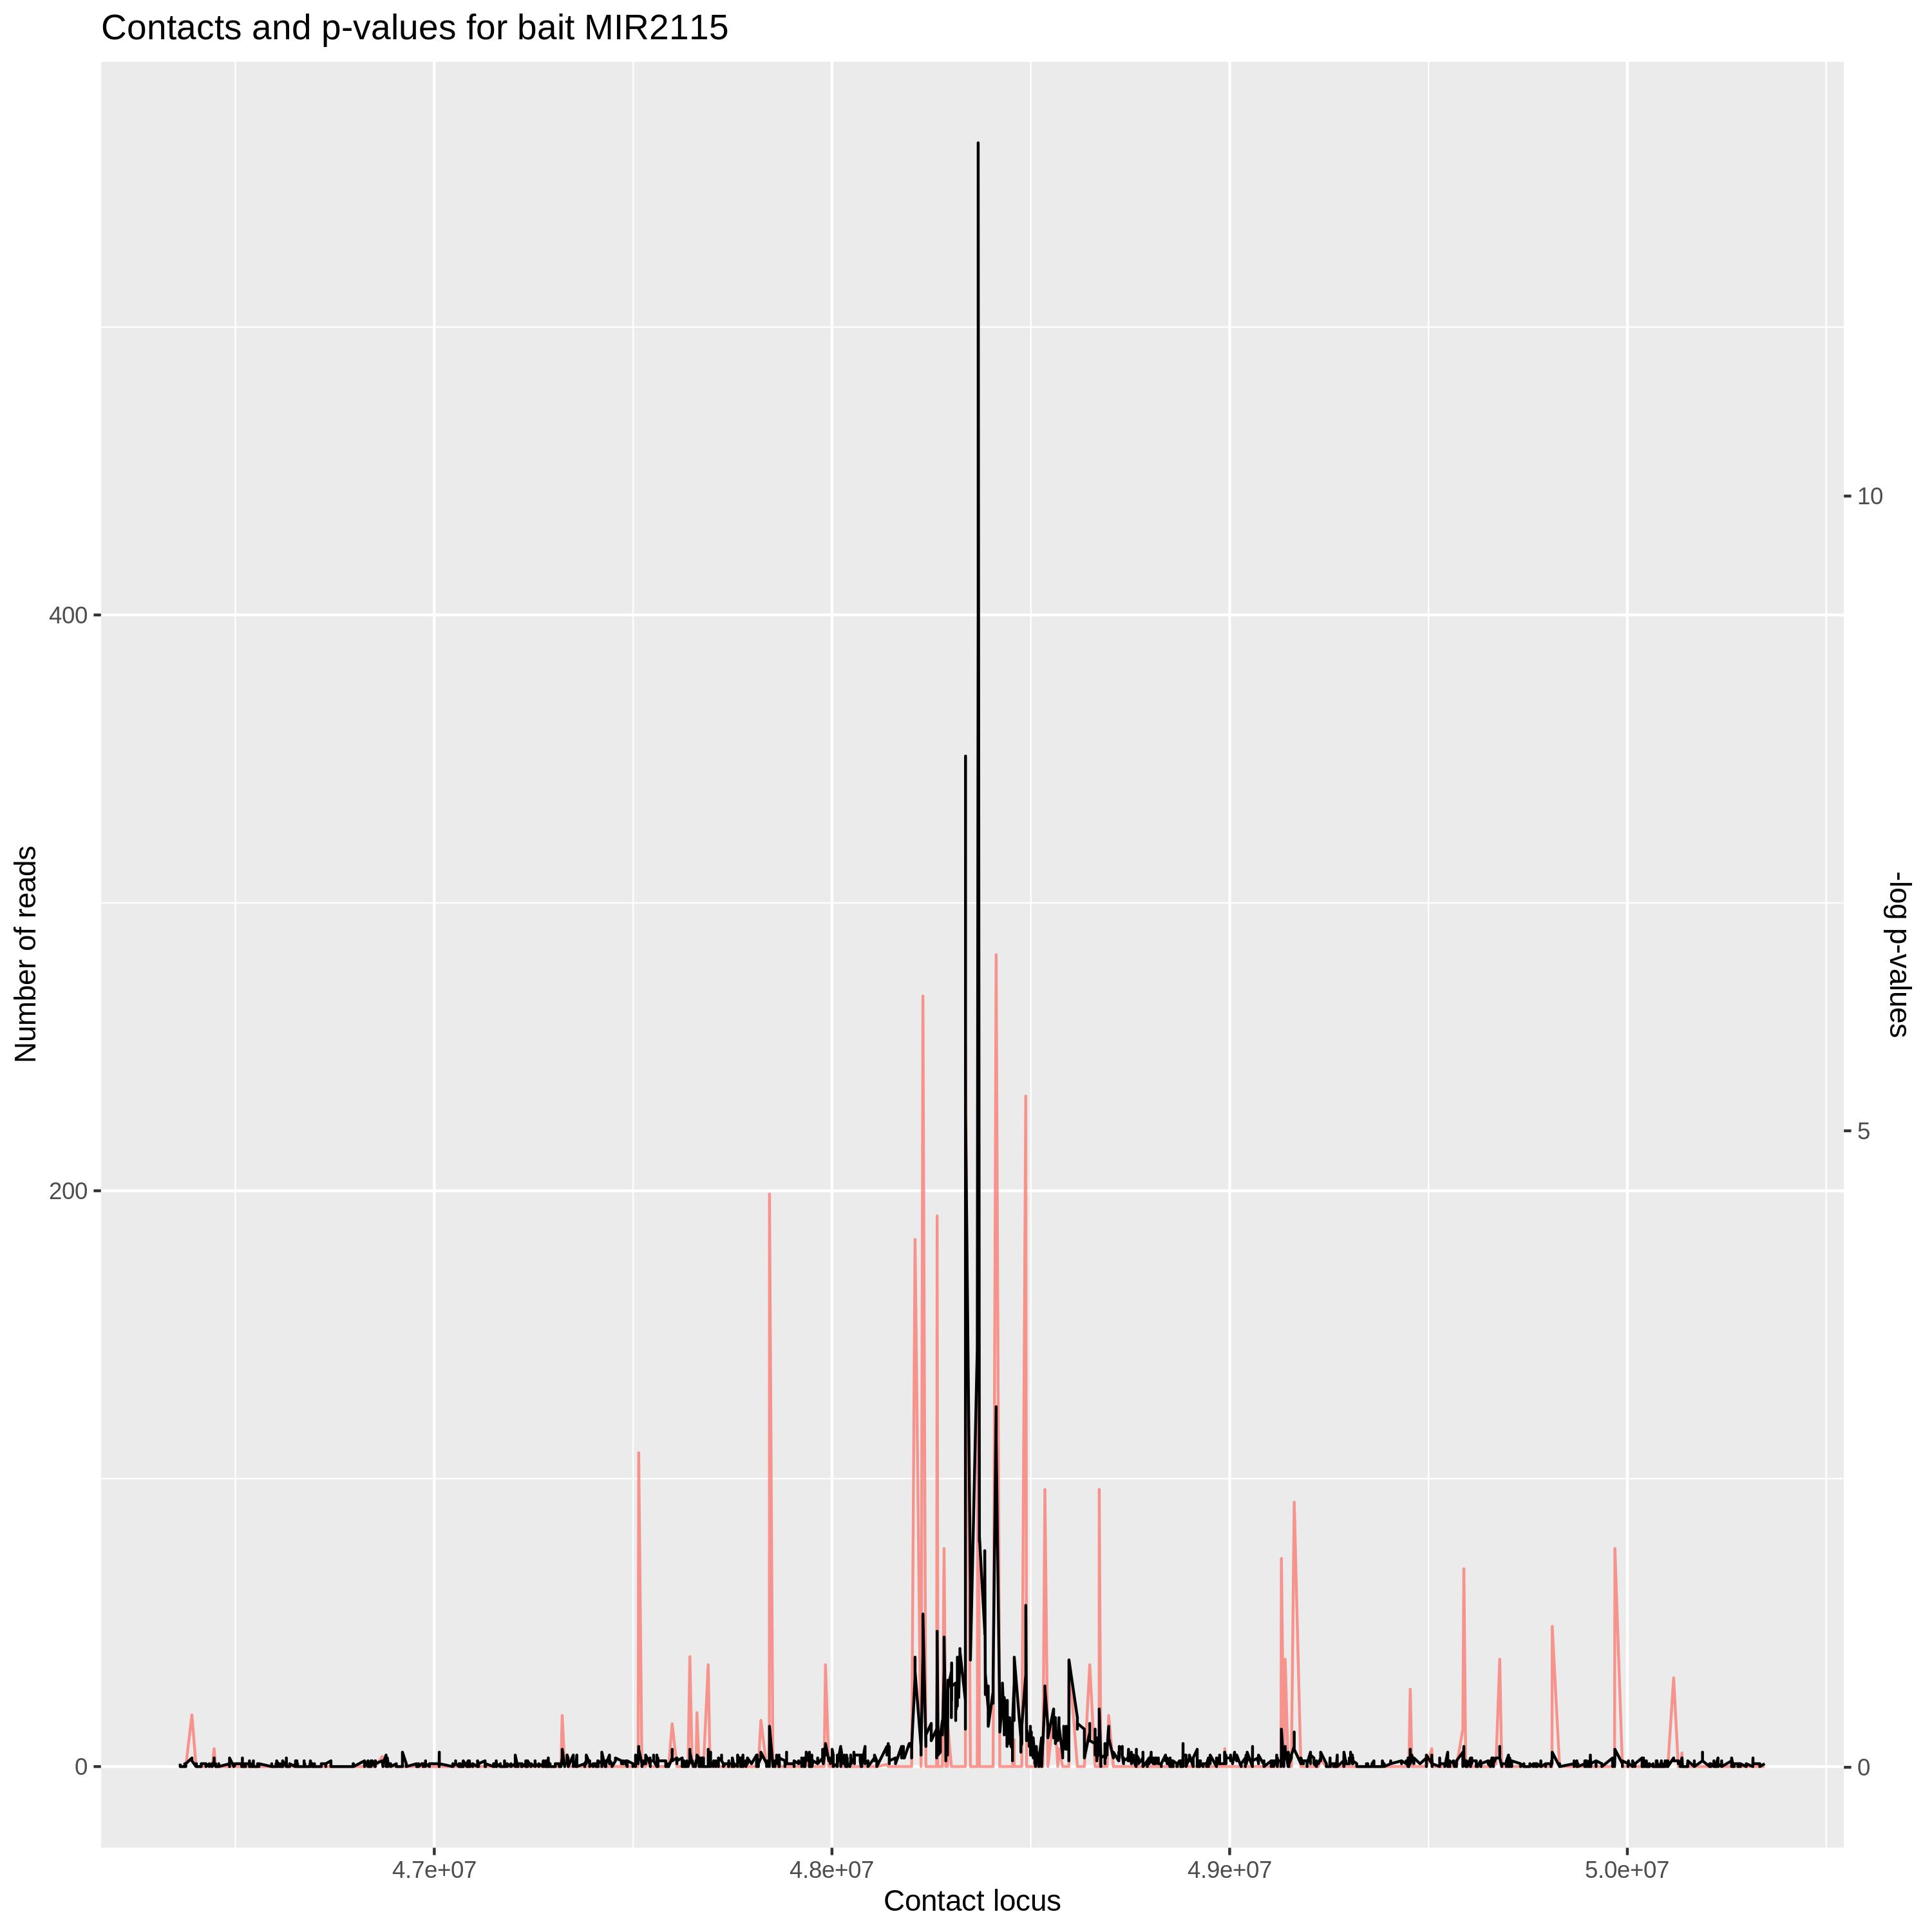 Contacts and p-values for bait MIR2115
Number of reads
400
200
0
10
5
0
-log p-values
4.7e+07
4.8e+07
4.9e+07
5.0e+07
Contact locus